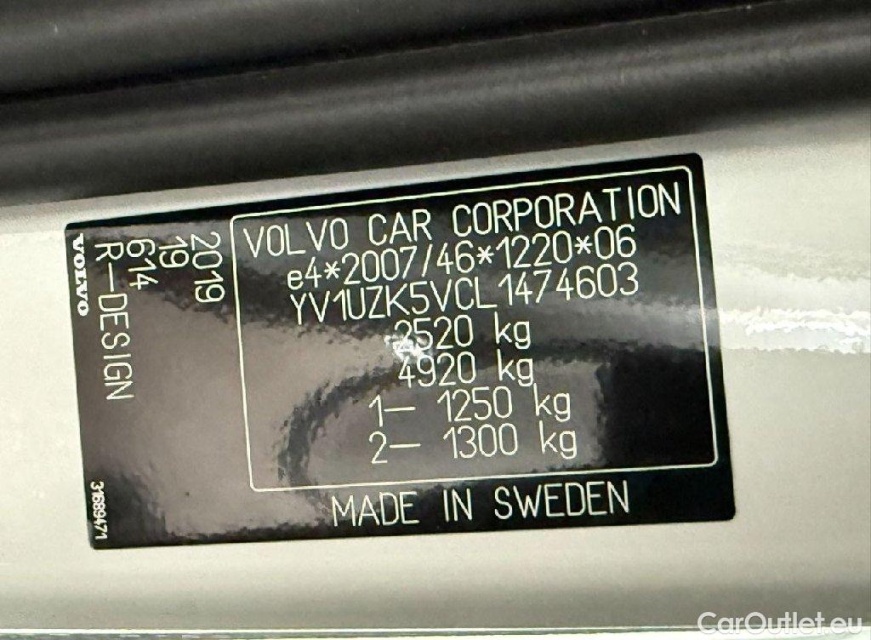 VOLVO CAR CORPORATION
e4*2007/46*1220*06
YV1UZK5VCL1474603
2520 kg
4920 kg
1– 1250 kg
2– 1300 kg
MADE IN SWEDEN
2019
19
614
R–DESIGN
VOLVO
31689471
CarOutlet.eu